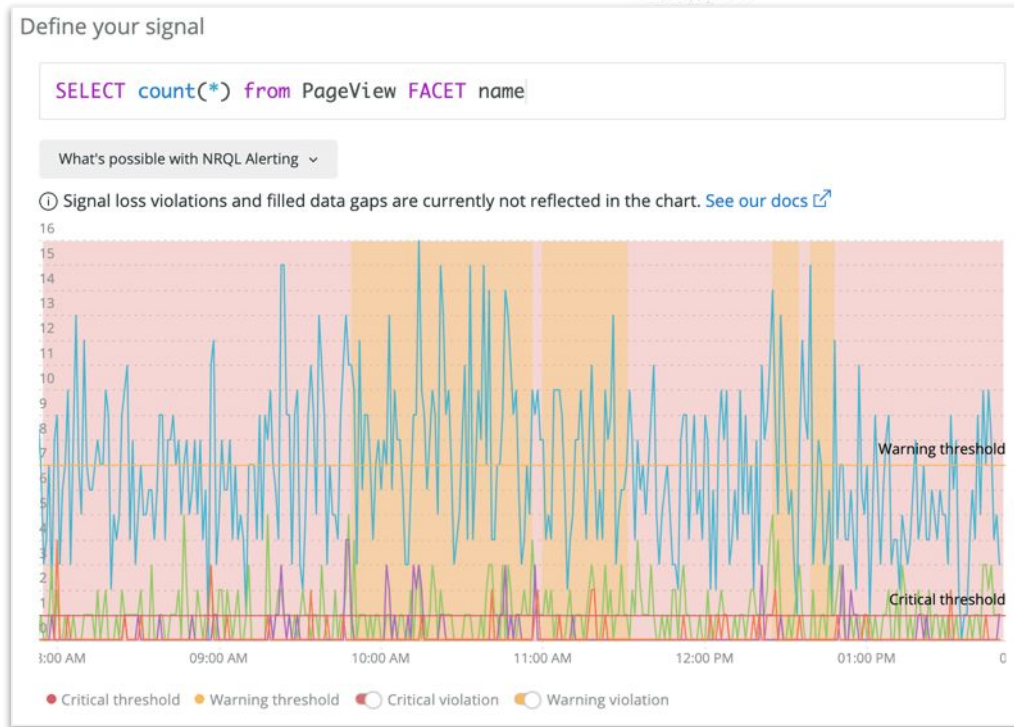 Define your signal
SELECT count(*) from PageView FACET name
What's possible with NRQL Alerting
Signal loss violations and filled data gaps are currently not reflected in the chart. See our docs
16
15
14
13
12
11
10
9
8
7
6
5
4
3
2
1
0
Warning threshold
Critical threshold
:00 AM 09:00 AM 10:00 AM 11:00 AM 12:00 PM 01:00 PM 0
Critical threshold Warning threshold Critical violation Warning violation